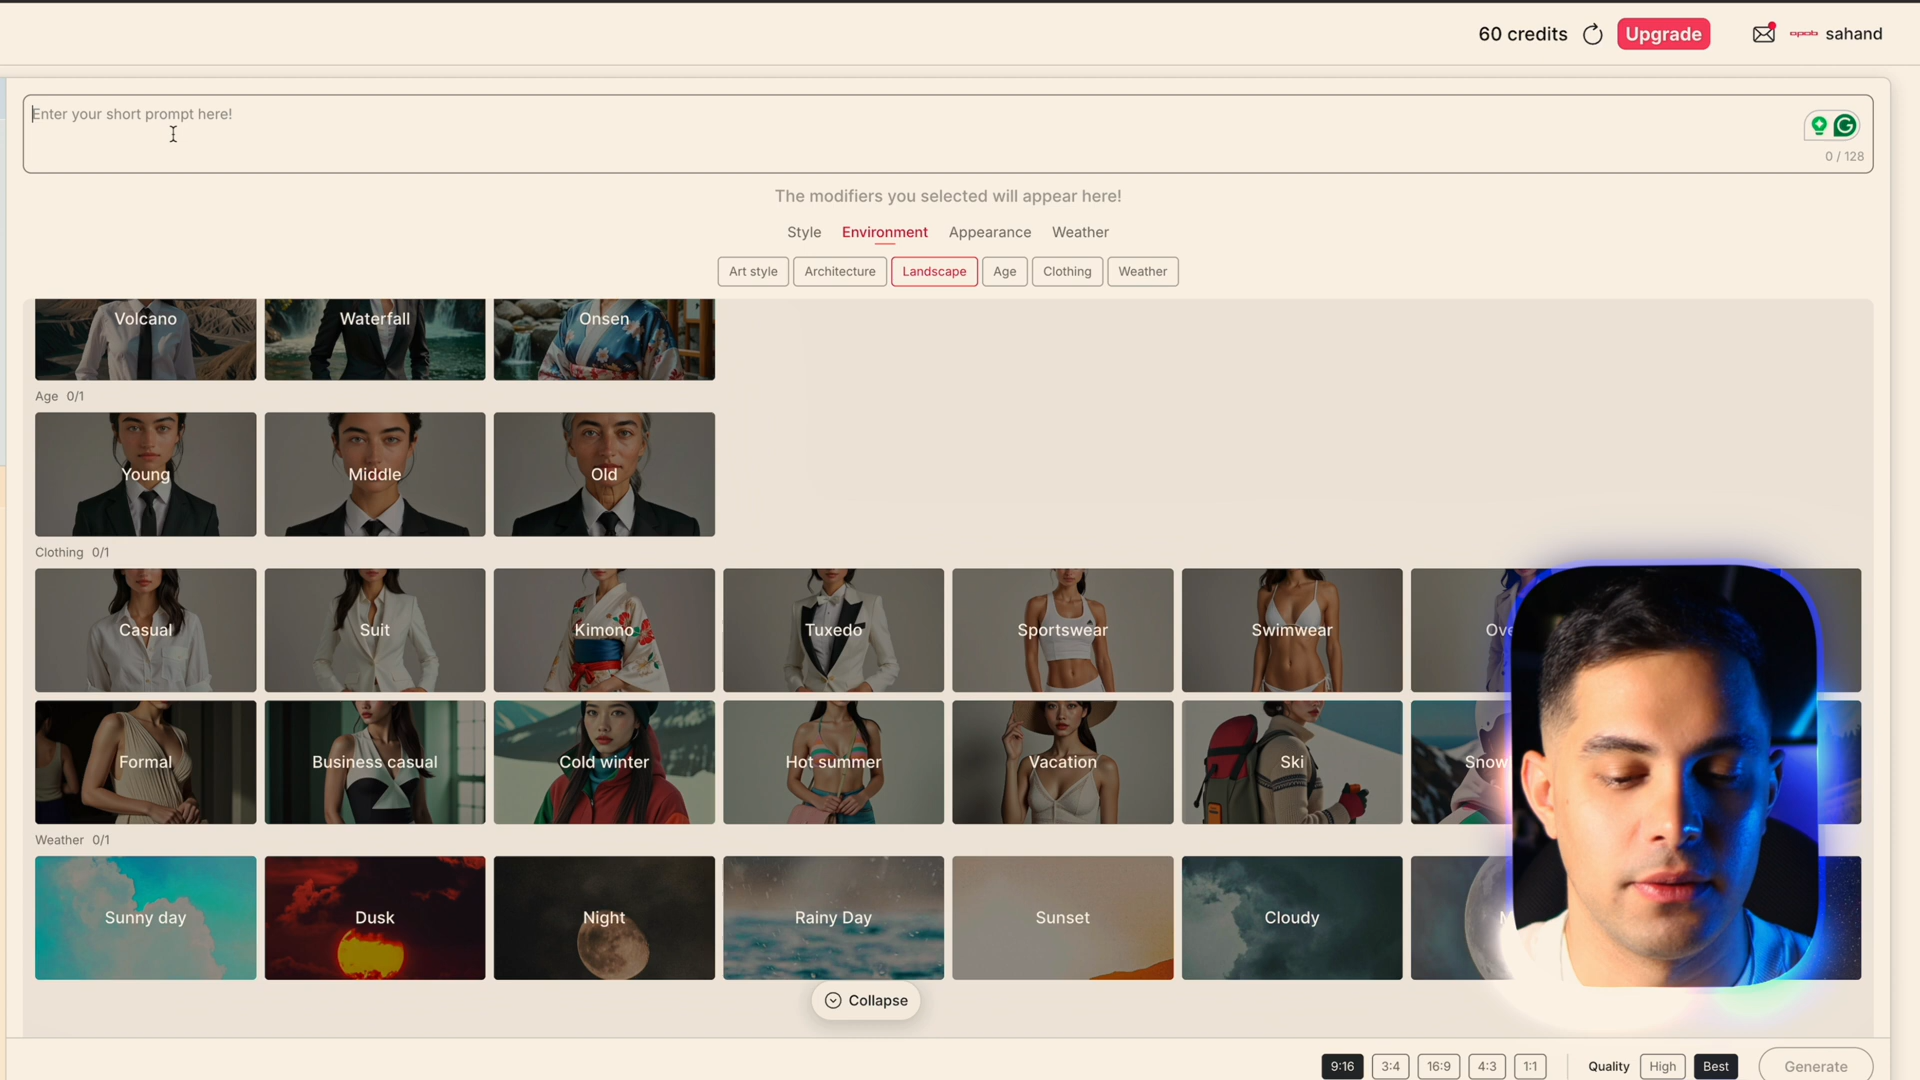 60 credits Upgrade sahand
Enter your short prompt here!
0 / 128
The modifiers you selected will appear here!
Style Environment Appearance Weather
Art style Architecture Landscape Age Clothing Weather
Volcano Waterfall Onsen
Age 0/1
Young Middle Old
Clothing 0/1
Casual Suit Kimono Tuxedo Sportswear Swimwear Ove
Formal Business casual Cold winter Hot summer Vacation Ski Snow
Weather 0/1
Sunny day Dusk Night Rainy Day Sunset Cloudy M
Collapse
9:16 3:4 16:9 4:3 1:1 Quality High Best Generate